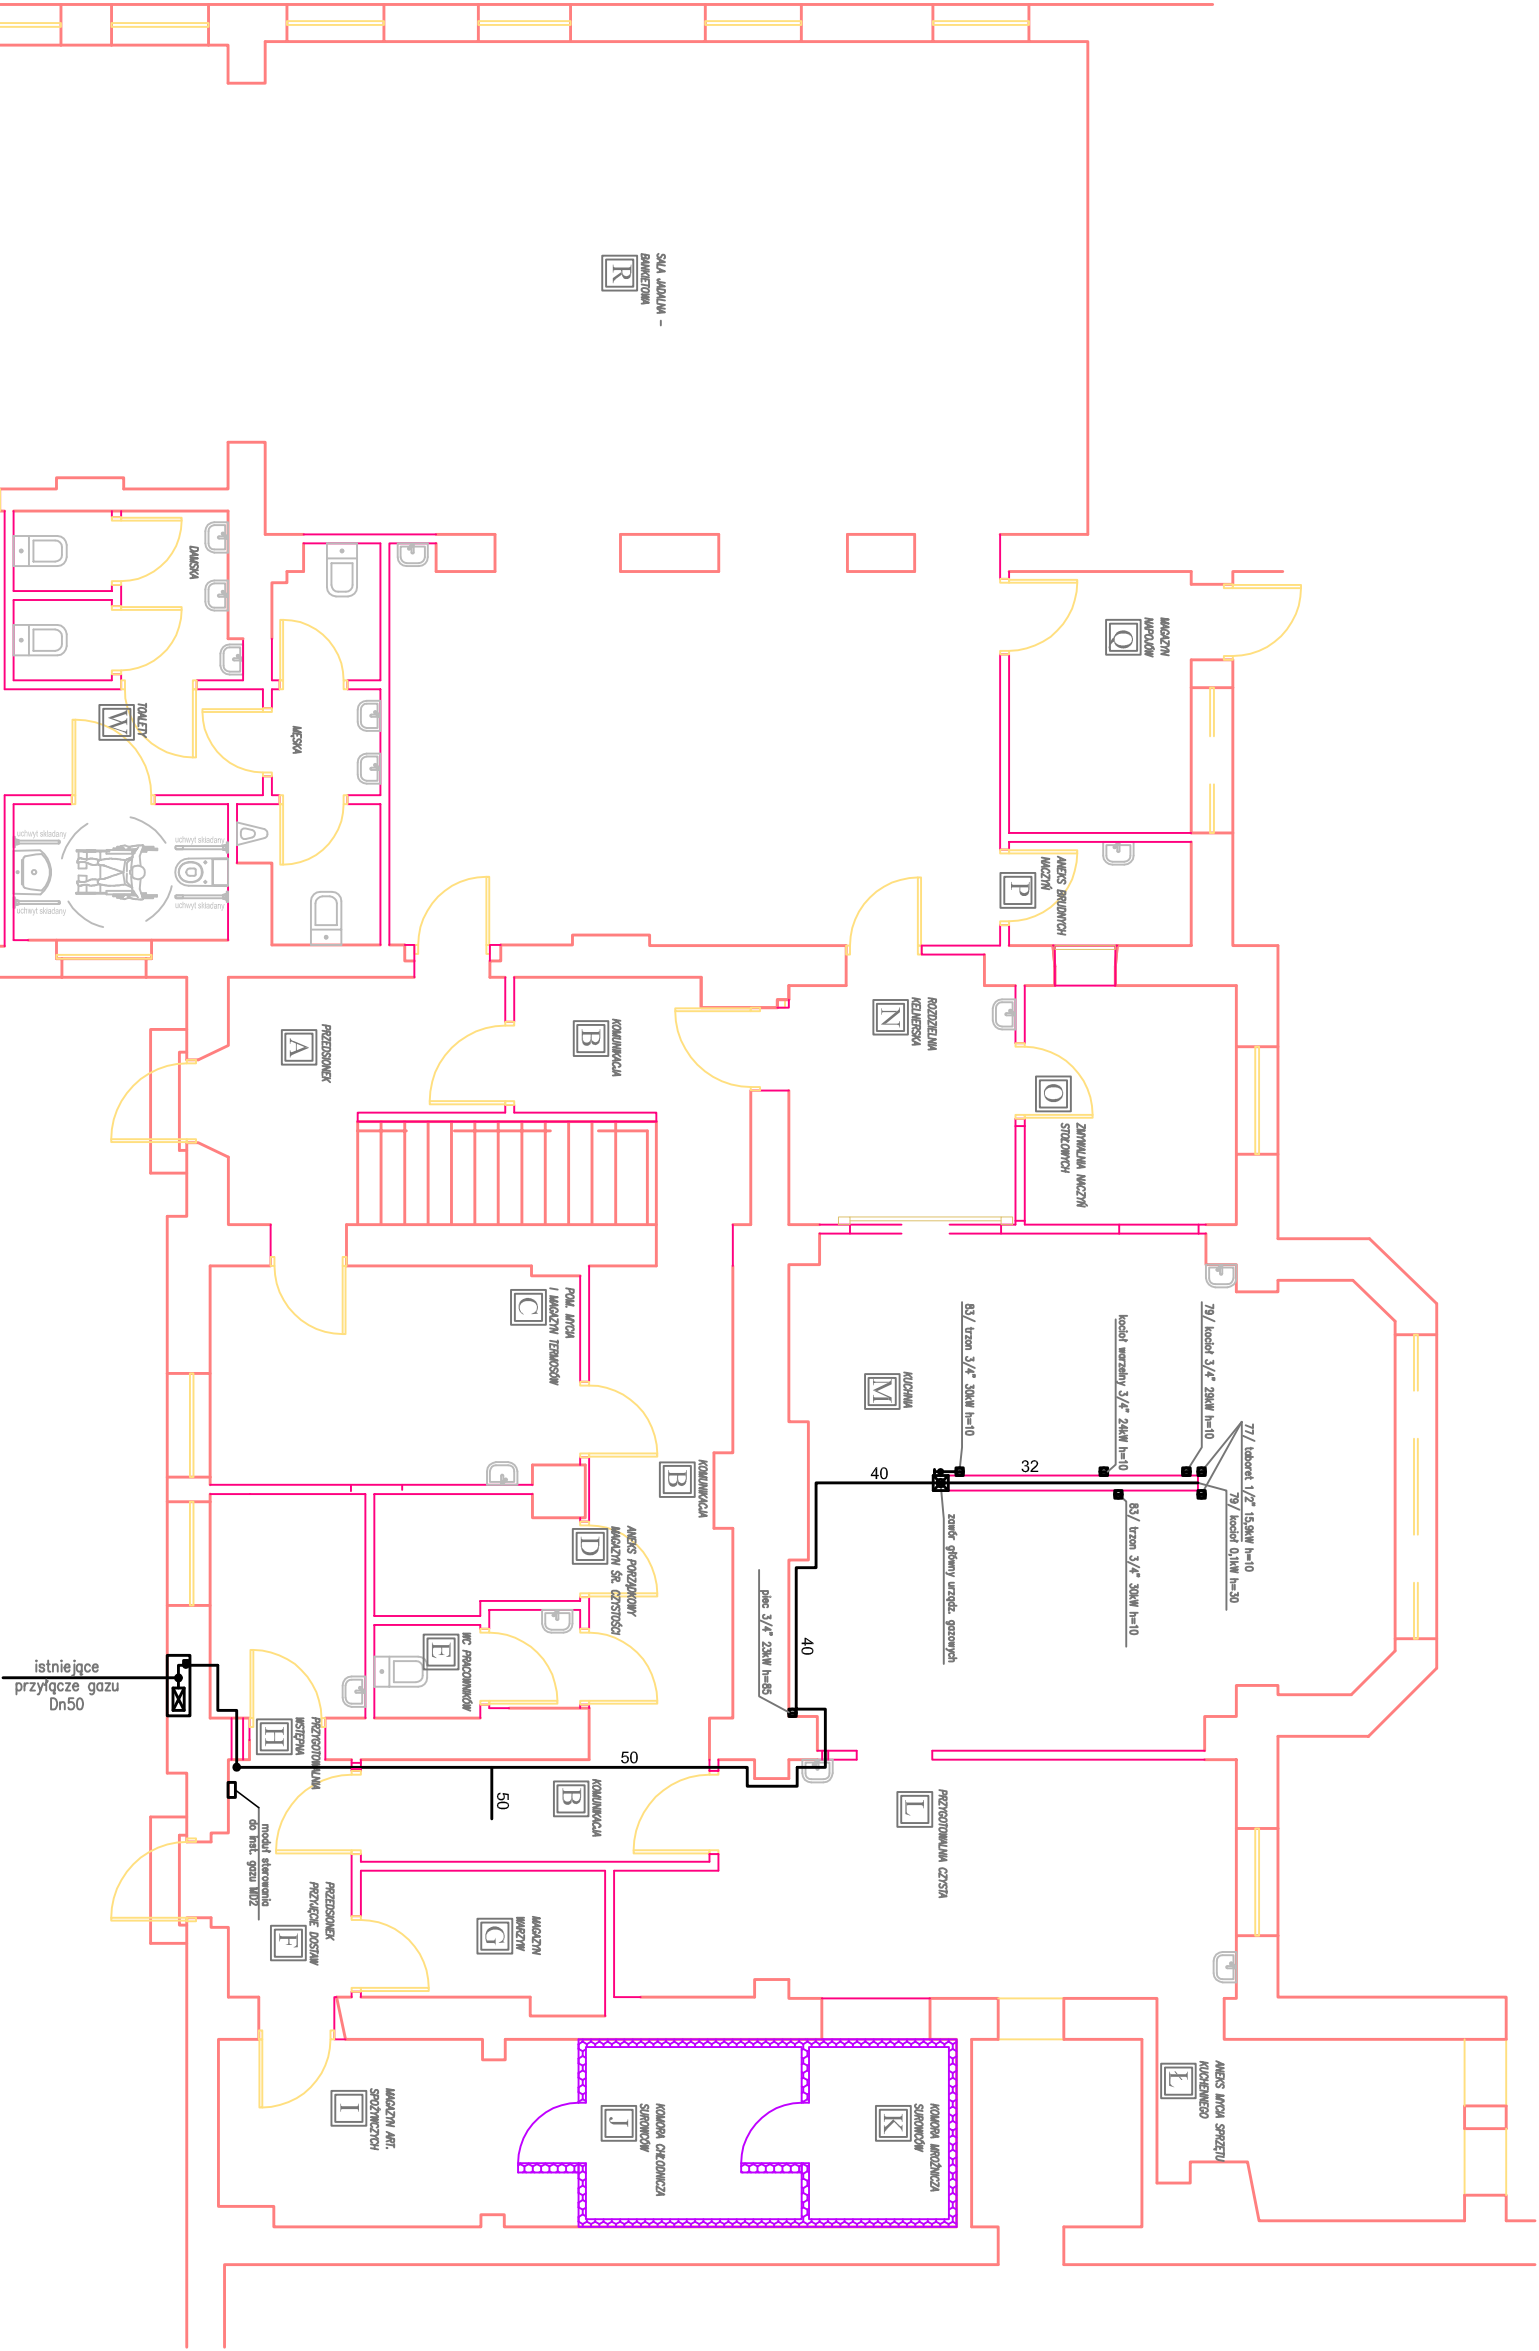 SALA JADALNA -
BANKIETOWA
R
DAMSKA
MAGAZYN
NAPOJÓW
Q
TOALETY
W
MĘSKA
uchwyt składany
uchwyt składany
uchwyt składany
uchwyt składany
ANEKS BRUDNYCH
NACZYŃ
P
ROZDZIELNIA
KELNERSKA
N
PRZEDSIONEK
A
KOMUNIKACJA
B
O
ZMYWALNIA NACZYŃ
STOŁOWYCH
POM. MYCIA
I MAGAZYN TERMOSÓW
C
KUCHNIA
M
83/ trzon 3/4" 30kW h=10
kocioł warzelny 3/4" 24kW h=10
79/ kocioł 3/4" 29kW h=10
77/ taboret 1/2" 15,9kW h=10
79/ kocioł 0,1kW h=30
83/ trzon 3/4" 30kW h=10
zawór główny urządz. gazowych
40
32
KOMUNIKACJA
B
ANEKS PORZĄDKOWY
MAGAZYN ŚR. CZYSTOŚCI
D
piec 3/4" 23kW h=85
40
WC PRACOWNIKÓW
E
istniejące
przyłącze gazu
Dn50
PRZYGOTOWALNIA
WSTĘPNA
H
50
50
KOMUNIKACJA
B
PRZYGOTOWALNIA CZYSTA
L
moduł sterowania
do inst. gazu MD2
PRZEDSIONEK
PRZYJĘCIE DOSTAW
F
MAGAZYN
WARZYW
G
MAGAZYN ART.
SPOŻYWCZYCH
I
KOMORA CHŁODNICZA
SUROWCÓW
J
KOMORA MROŹNICZA
SUROWCÓW
K
ANEKS MYCIA SPRZĘTU
KUCHENNEGO
Ł